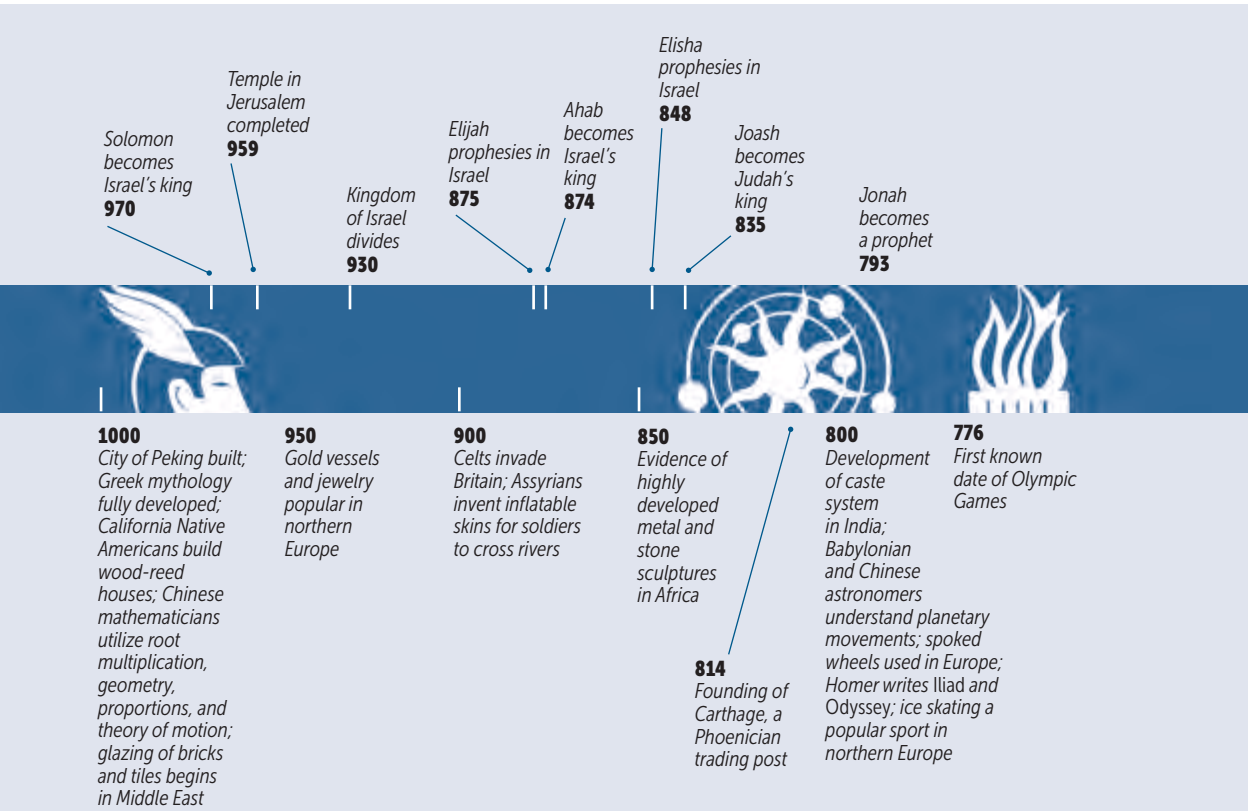 Solomon
becomes
Israel’s king
970
Temple in
Jerusalem
completed
959
Kingdom
of Israel
divides
930
Elijah
prophesies in
Israel
875
Ahab
becomes
Israel’s
king
874
Elisha
prophesies in
Israel
848
Joash
becomes
Judah’s
king
835
Jonah
becomes
a prophet
793
1000
City of Peking built;
Greek mythology
fully developed;
California Native
Americans build
wood-reed
houses; Chinese
mathematicians
utilize root
multiplication,
geometry,
proportions, and
theory of motion;
glazing of bricks
and tiles begins
in Middle East
950
Gold vessels
and jewelry
popular in
northern
Europe
900
Celts invade
Britain; Assyrians
invent inflatable
skins for soldiers
to cross rivers
850
Evidence of
highly
developed
metal and
stone
sculptures
in Africa
814
Founding of
Carthage, a
Phoenician
trading post
800
Development
of caste
system
in India;
Babylonian
and Chinese
astronomers
understand planetary
movements; spoked
wheels used in Europe;
Homer writes Iliad and
Odyssey; ice skating a
popular sport in
northern Europe
776
First known
date of Olympic
Games